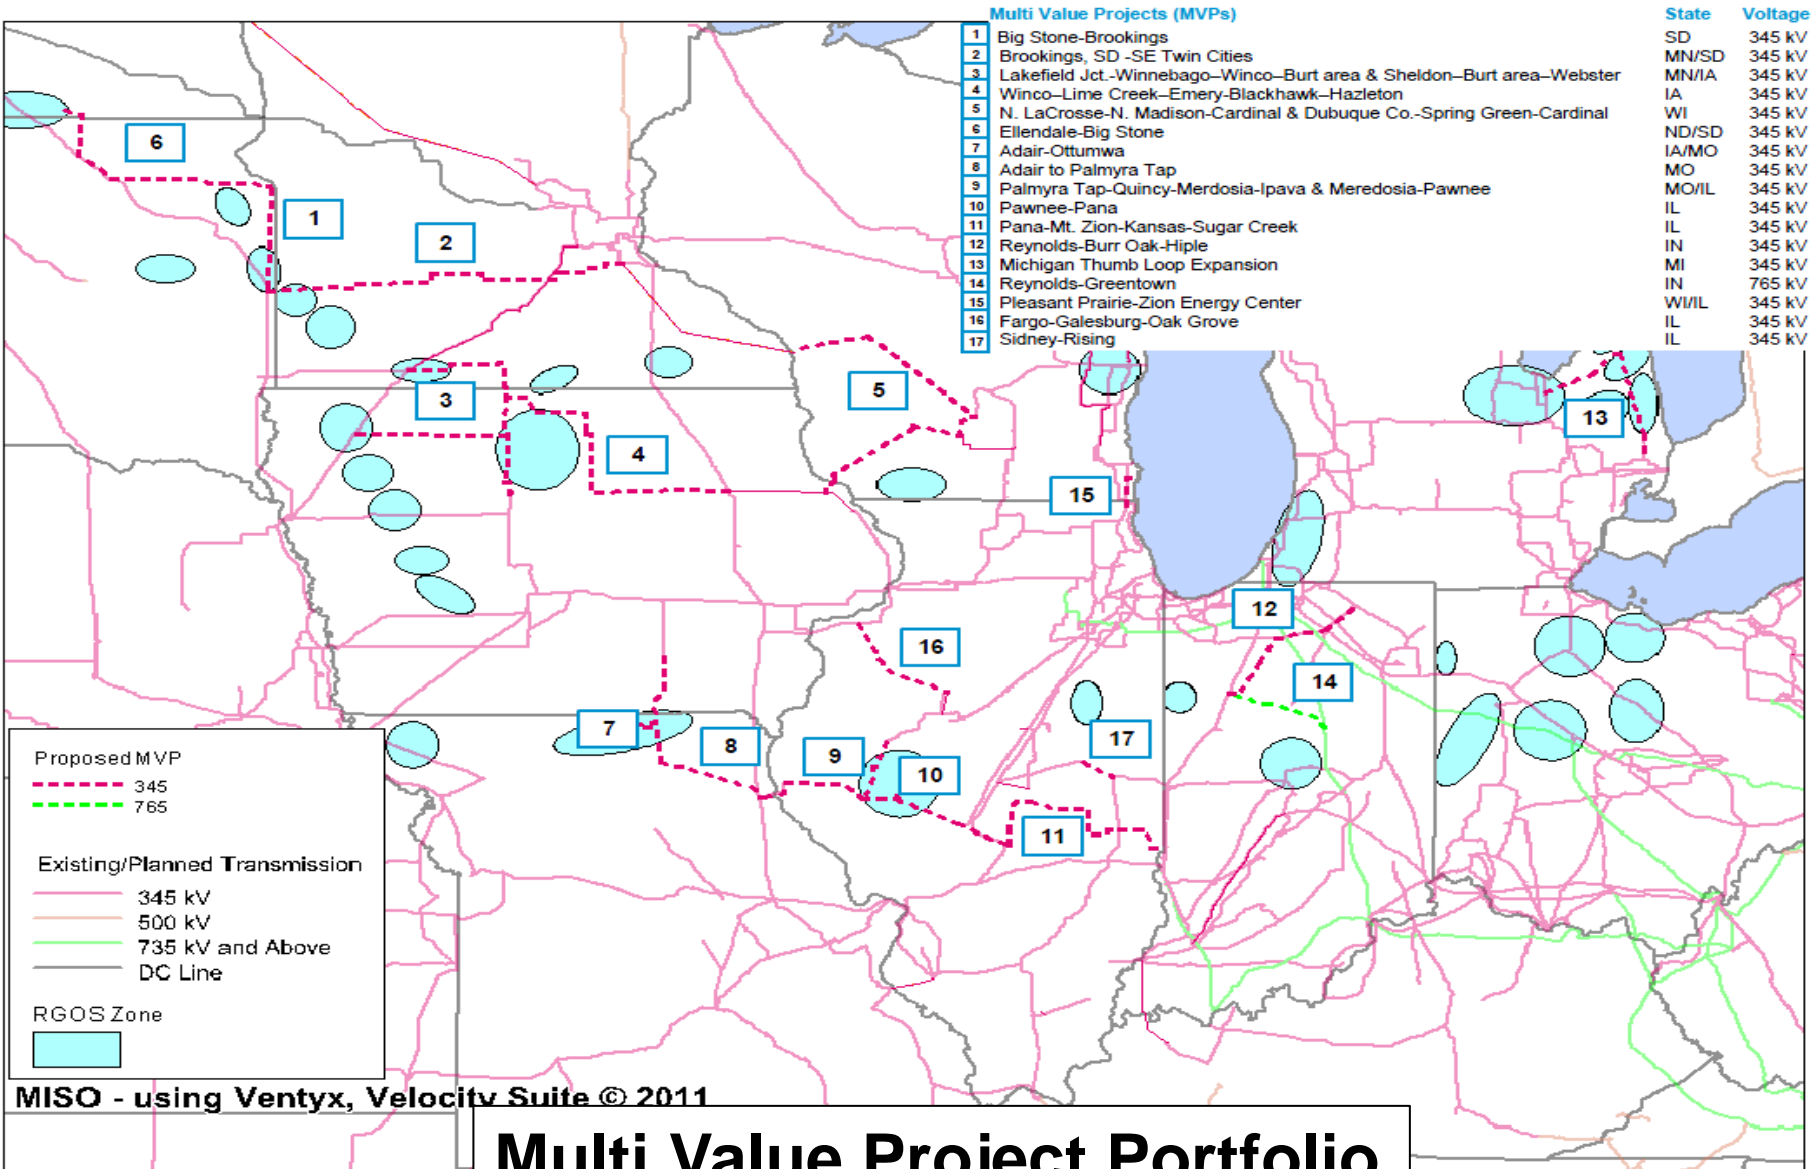 Multi Value Projects (MVPs) State Voltage
1 Big Stone-Brookings SD 345 kV
2 Brookings, SD -SE Twin Cities MN/SD 345 kV
3 Lakefield Jct.-Winnebago–Winco–Burt area & Sheldon–Burt area–Webster MN/IA 345 kV
4 Winco–Lime Creek–Emery-Blackhawk–Hazleton IA 345 kV
5 N. LaCrosse-N. Madison-Cardinal & Dubuque Co.-Spring Green-Cardinal WI 345 kV
6 Ellendale-Big Stone ND/SD 345 kV
7 Adair-Ottumwa IA/MO 345 kV
8 Adair to Palmyra Tap MO 345 kV
9 Palmyra Tap-Quincy-Merdosia-Ipava & Meredosia-Pawnee MO/IL 345 kV
10 Pawnee-Pana IL 345 kV
11 Pana-Mt. Zion-Kansas-Sugar Creek IL 345 kV
12 Reynolds-Burr Oak-Hiple IN 345 kV
13 Michigan Thumb Loop Expansion MI 345 kV
14 Reynolds-Greentown IN 765 kV
15 Pleasant Prairie-Zion Energy Center WI/IL 345 kV
16 Fargo-Galesburg-Oak Grove IL 345 kV
17 Sidney-Rising IL 345 kV
6
1
2
3
5
13
4
15
12
16
14
7
8
9
10
17
11
Proposed MVP
345
765
Existing/Planned Transmission
345 kV
500 kV
735 kV and Above
DC Line
RGOS Zone
MISO - using Ventyx, Velocity Suite © 2011
Multi Value Project Portfolio